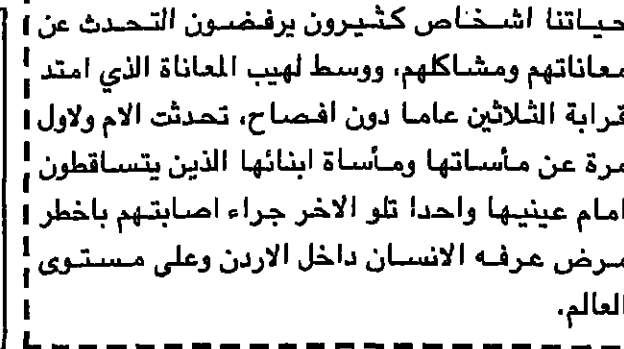 حياتنا اشخاص كثيرون يرفضون التحدث عن
معاناتهم ومشاكلهم، ووسط لهيب المعاناة الذي امتد
قرابة الثلاثين عاما دون افصاح، تحدثت الام ولاول
مرة عن مأساتها ومأساة ابنائها الذين يتساقطون
امام عينيها واحدا تلو الاخر جراء اصابتهم باخطر
مرض عرفه الانسان داخل الاردن وعلى مستوى
العالم.